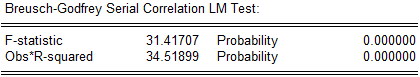 Breusch-Godfrey Serial Correlation LM Test:
F-statistic 31.41707 Probability 0.000000
Obs*R-squared 34.51899 Probability 0.000000